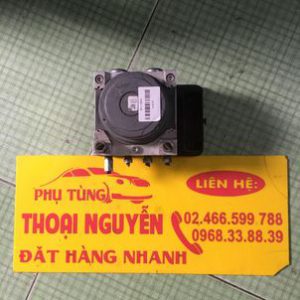 PHỤ TÙNG
THOẠI NGUYỄN
ĐẶT HÀNG NHANH
LIÊN HỆ:
02.466.599 788
0968.33.88.39